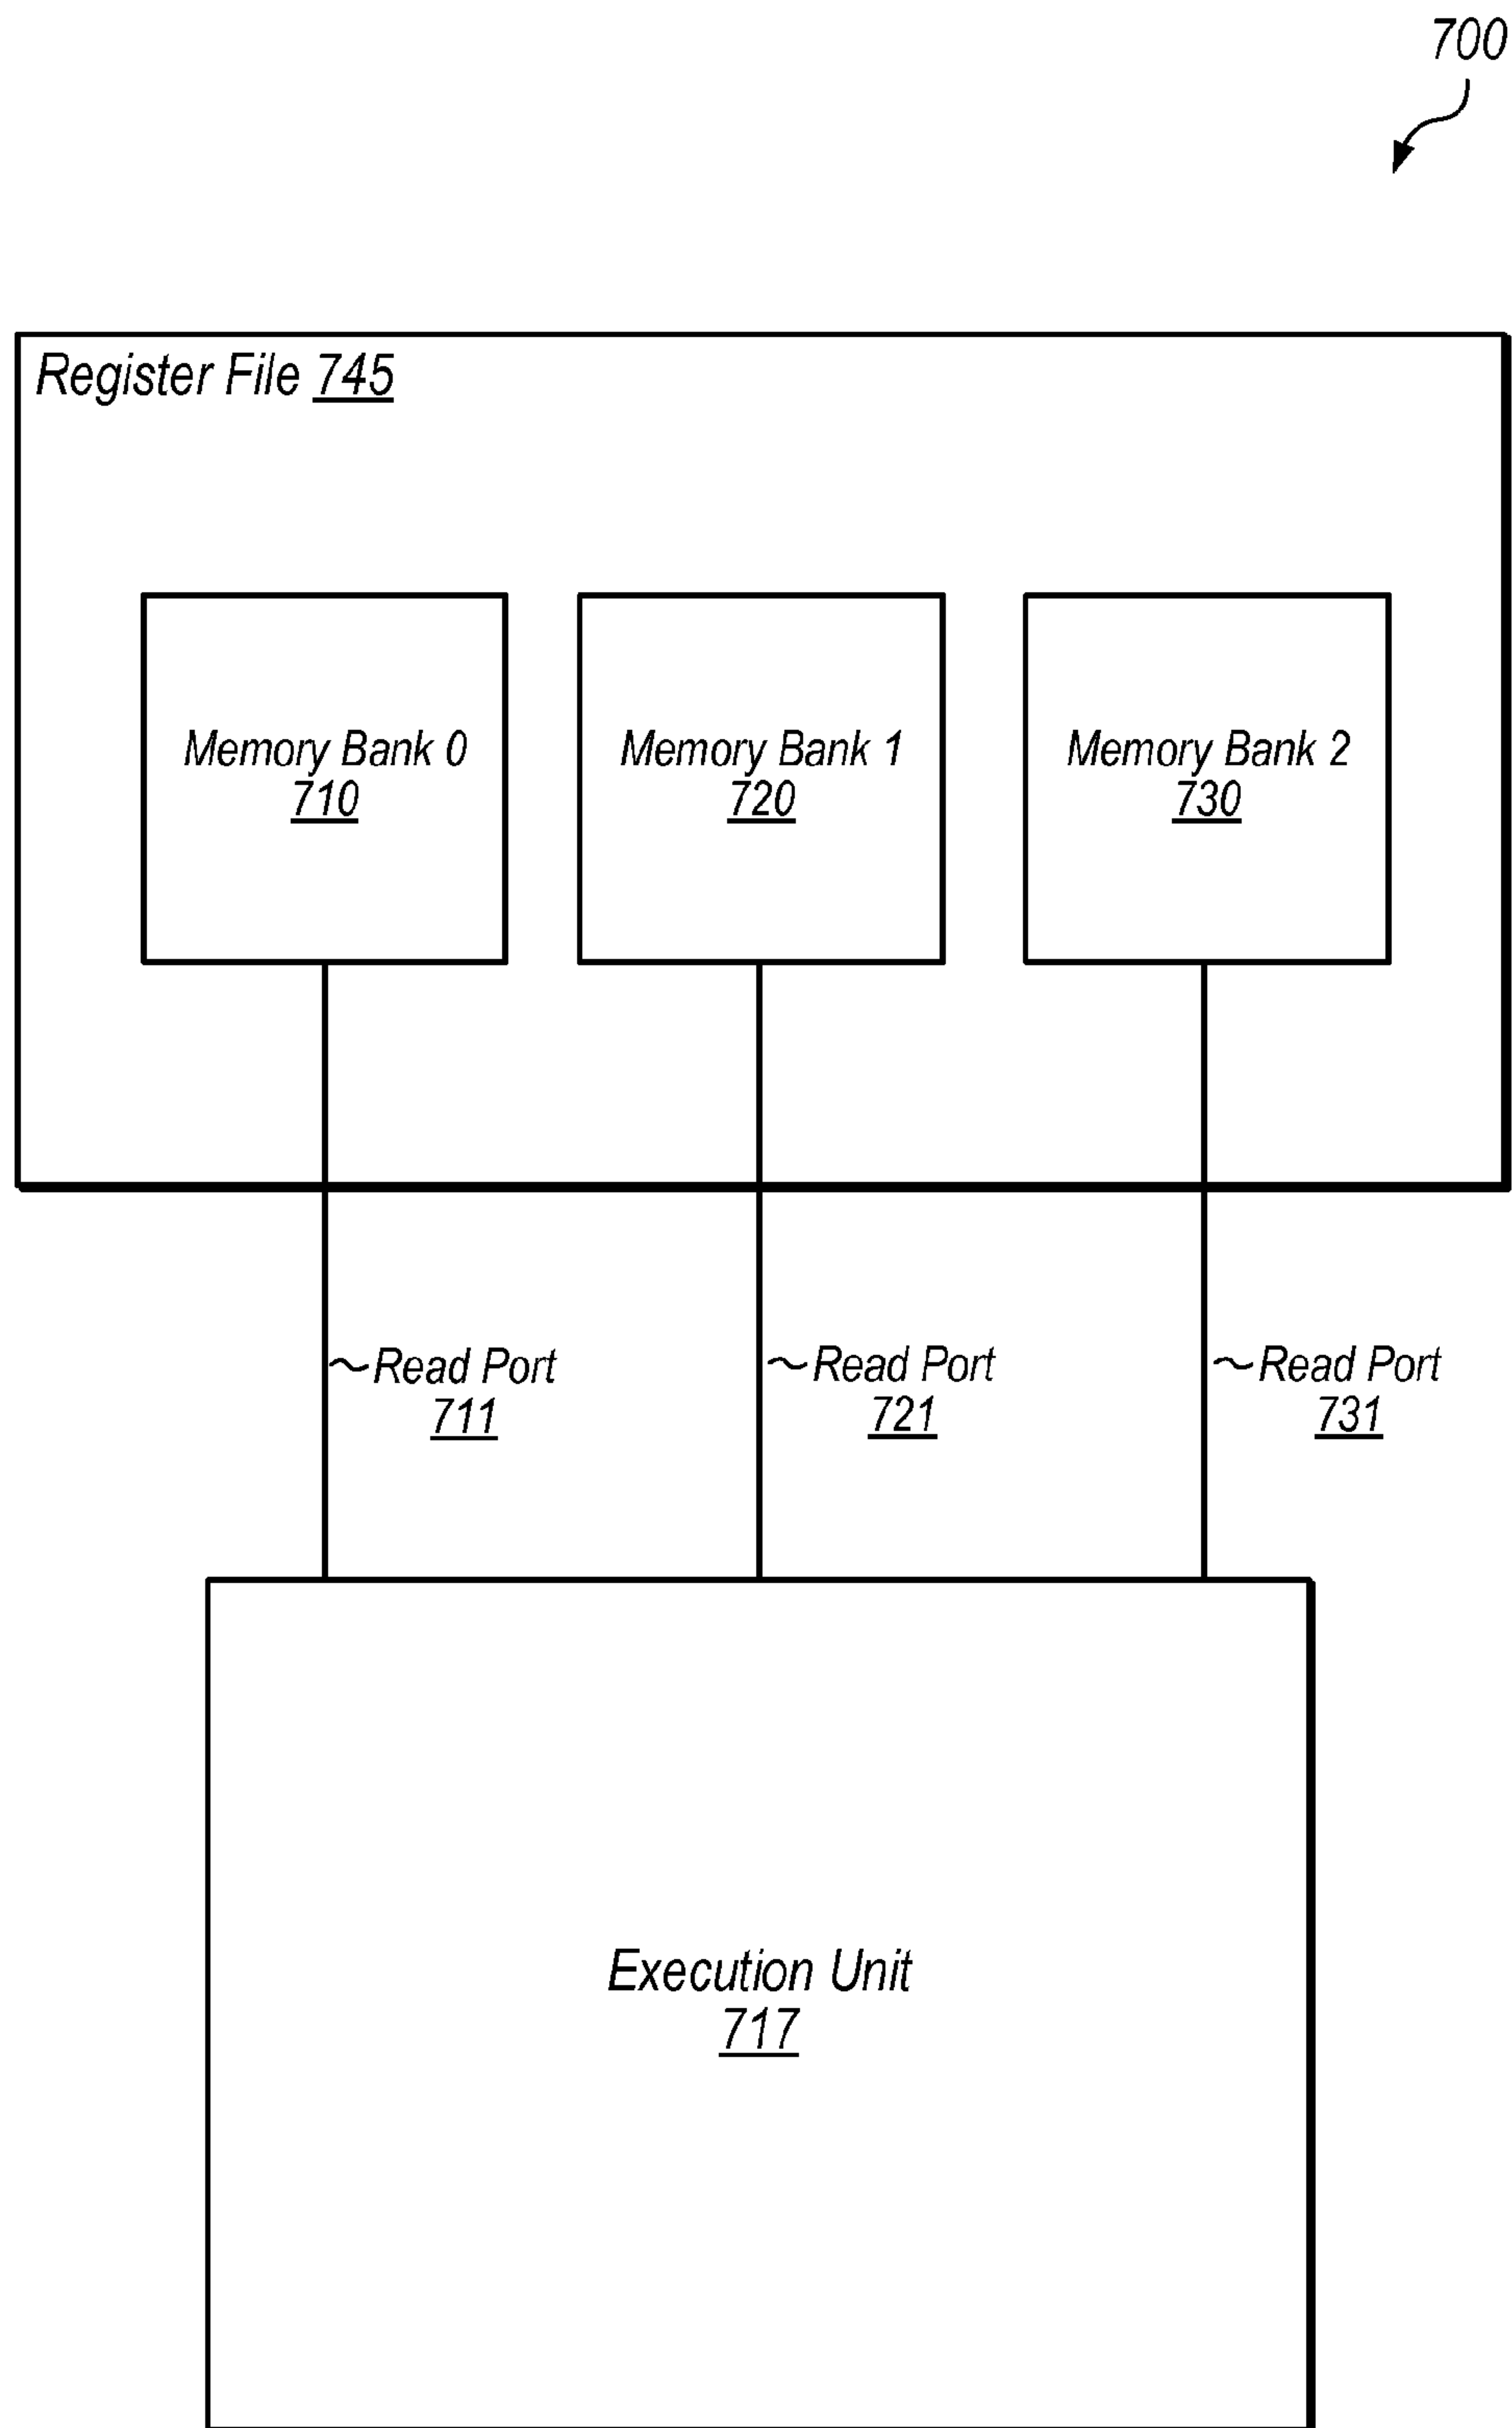 700
Register File 745
Memory Bank 0
710
Memory Bank 1
720
Memory Bank 2
730
Read Port
711
Read Port
721
Read Port
731
Execution Unit
717